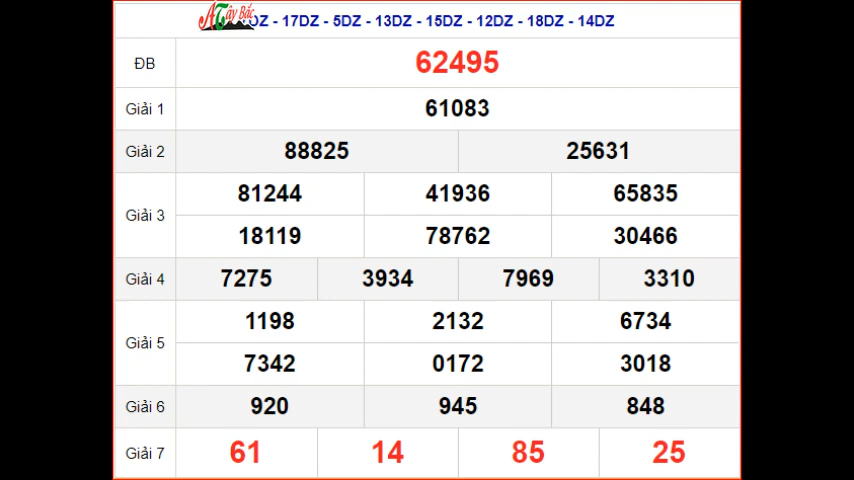 ATây Bắc
DZ - 17DZ - 5DZ - 13DZ - 15DZ - 12DZ - 18DZ - 14DZ
ĐB 62495
Giải 1 61083
Giải 2 88825 25631
Giải 3 81244 41936 65835
18119 78762 30466
Giải 4 7275 3934 7969 3310
Giải 5 1198 2132 6734
7342 0172 3018
Giải 6 920 945 848
Giải 7 61 14 85 25